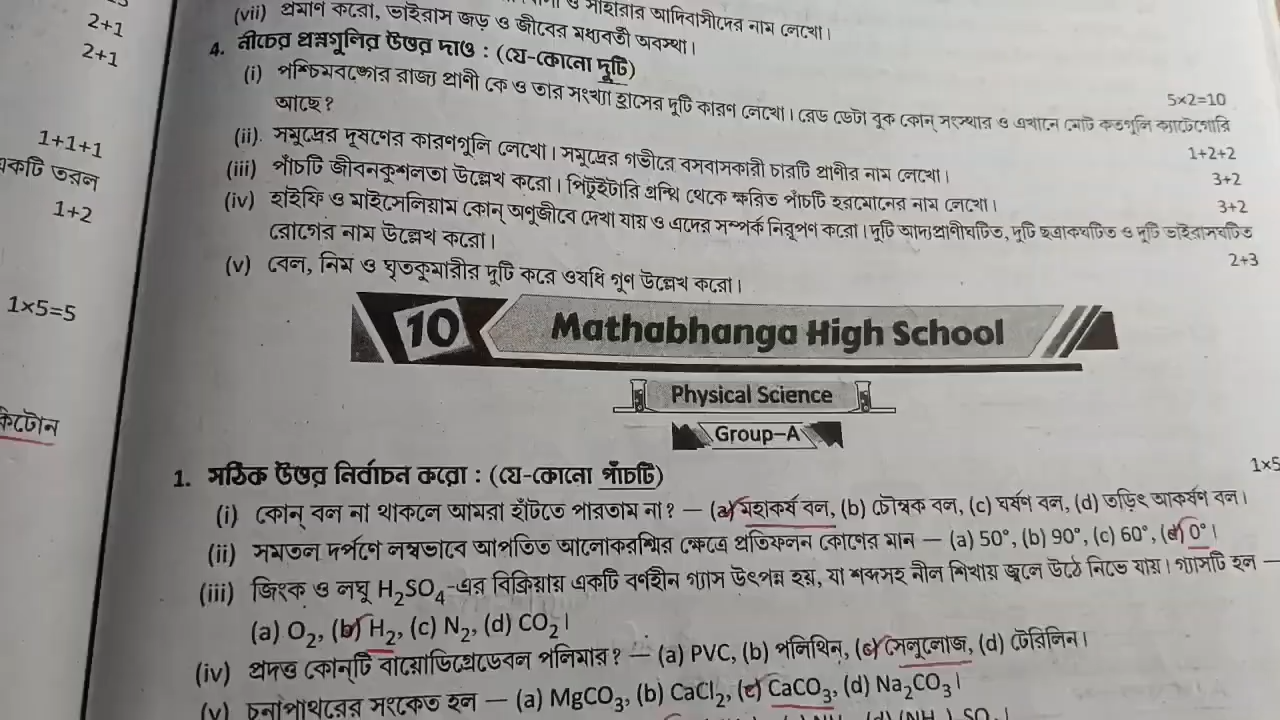 2+1
2+1
1+1+1
একটি তরল
1+2
1×5=5
কিটোন
ও সাহারার আদিবাসীদের নাম লেখো।
(vii) প্রমাণ করো, ভাইরাস জড় ও জীবের মধ্যবর্তী অবস্থা।
4. নীচের প্রশ্নগুলির উত্তর দাও : (যে-কোনো দুটি)
5×2=10
(i) পশ্চিমবঙ্গের রাজ্য প্রাণী কে ও তার সংখ্যা হ্রাসের দুটি কারণ লেখো। রেড ডেটা বুক কোন্ সংস্থার ও এখানে মোট কতগুলি ক্যাটেগোরি
আছে?
1+2+2
(ii). সমুদ্রের দূষণের কারণগুলি লেখো। সমুদ্রের গভীরে বসবাসকারী চারটি প্রাণীর নাম লেখো।
3+2
(iii) পাঁচটি জীবনকুশলতা উল্লেখ করো। পিটুইটারি গ্রন্থি থেকে ক্ষরিত পাঁচটি হরমোনের নাম লেখো।
3+2
(iv) হাইফি ও মাইসেলিয়াম কোন্ অণুজীবে দেখা যায় ও এদের সম্পর্ক নিরূপণ করো। দুটি আদ্যপ্রাণীঘটিত, দুটি ছত্রাকঘটিত ও দুটি ভাইরাসঘটিত
রোগের নাম উল্লেখ করো।
2+3
(v) বেল, নিম ও ঘৃতকুমারীর দুটি করে ওষধি গুণ উল্লেখ করো।
10 Mathabhanga High School
Physical Science
Group–A
1. সঠিক উত্তর নির্বাচন করো : (যে-কোনো পাঁচটি)
1×5
(i) কোন্ বল না থাকলে আমরা হাঁটতে পারতাম না? — (a) মহাকর্ষ বল, (b) চৌম্বক বল, (c) ঘর্ষণ বল, (d) তড়িৎ আকর্ষণ বল।
(ii) সমতল দর্পণে লম্বভাবে আপতিত আলোকরশ্মির ক্ষেত্রে প্রতিফলন কোণের মান — (a) 50°, (b) 90°, (c) 60°, (d) 0°।
(iii) জিংক ও লঘু H₂SO₄-এর বিক্রিয়ায় একটি বর্ণহীন গ্যাস উৎপন্ন হয়, যা শব্দসহ নীল শিখায় জ্বলে উঠে নিভে যায়। গ্যাসটি হল —
(a) O₂, (b) H₂, (c) N₂, (d) CO₂।
(iv) প্রদত্ত কোন্‌টি বায়োডিগ্রেডেবল পলিমার? — (a) PVC, (b) পলিথিন, (c) সেলুলোজ, (d) টেরিলিন।
(v) চুনাপাথরের সংকেত হল — (a) MgCO₃, (b) CaCl₂, (c) CaCO₃, (d) Na₂CO₃।